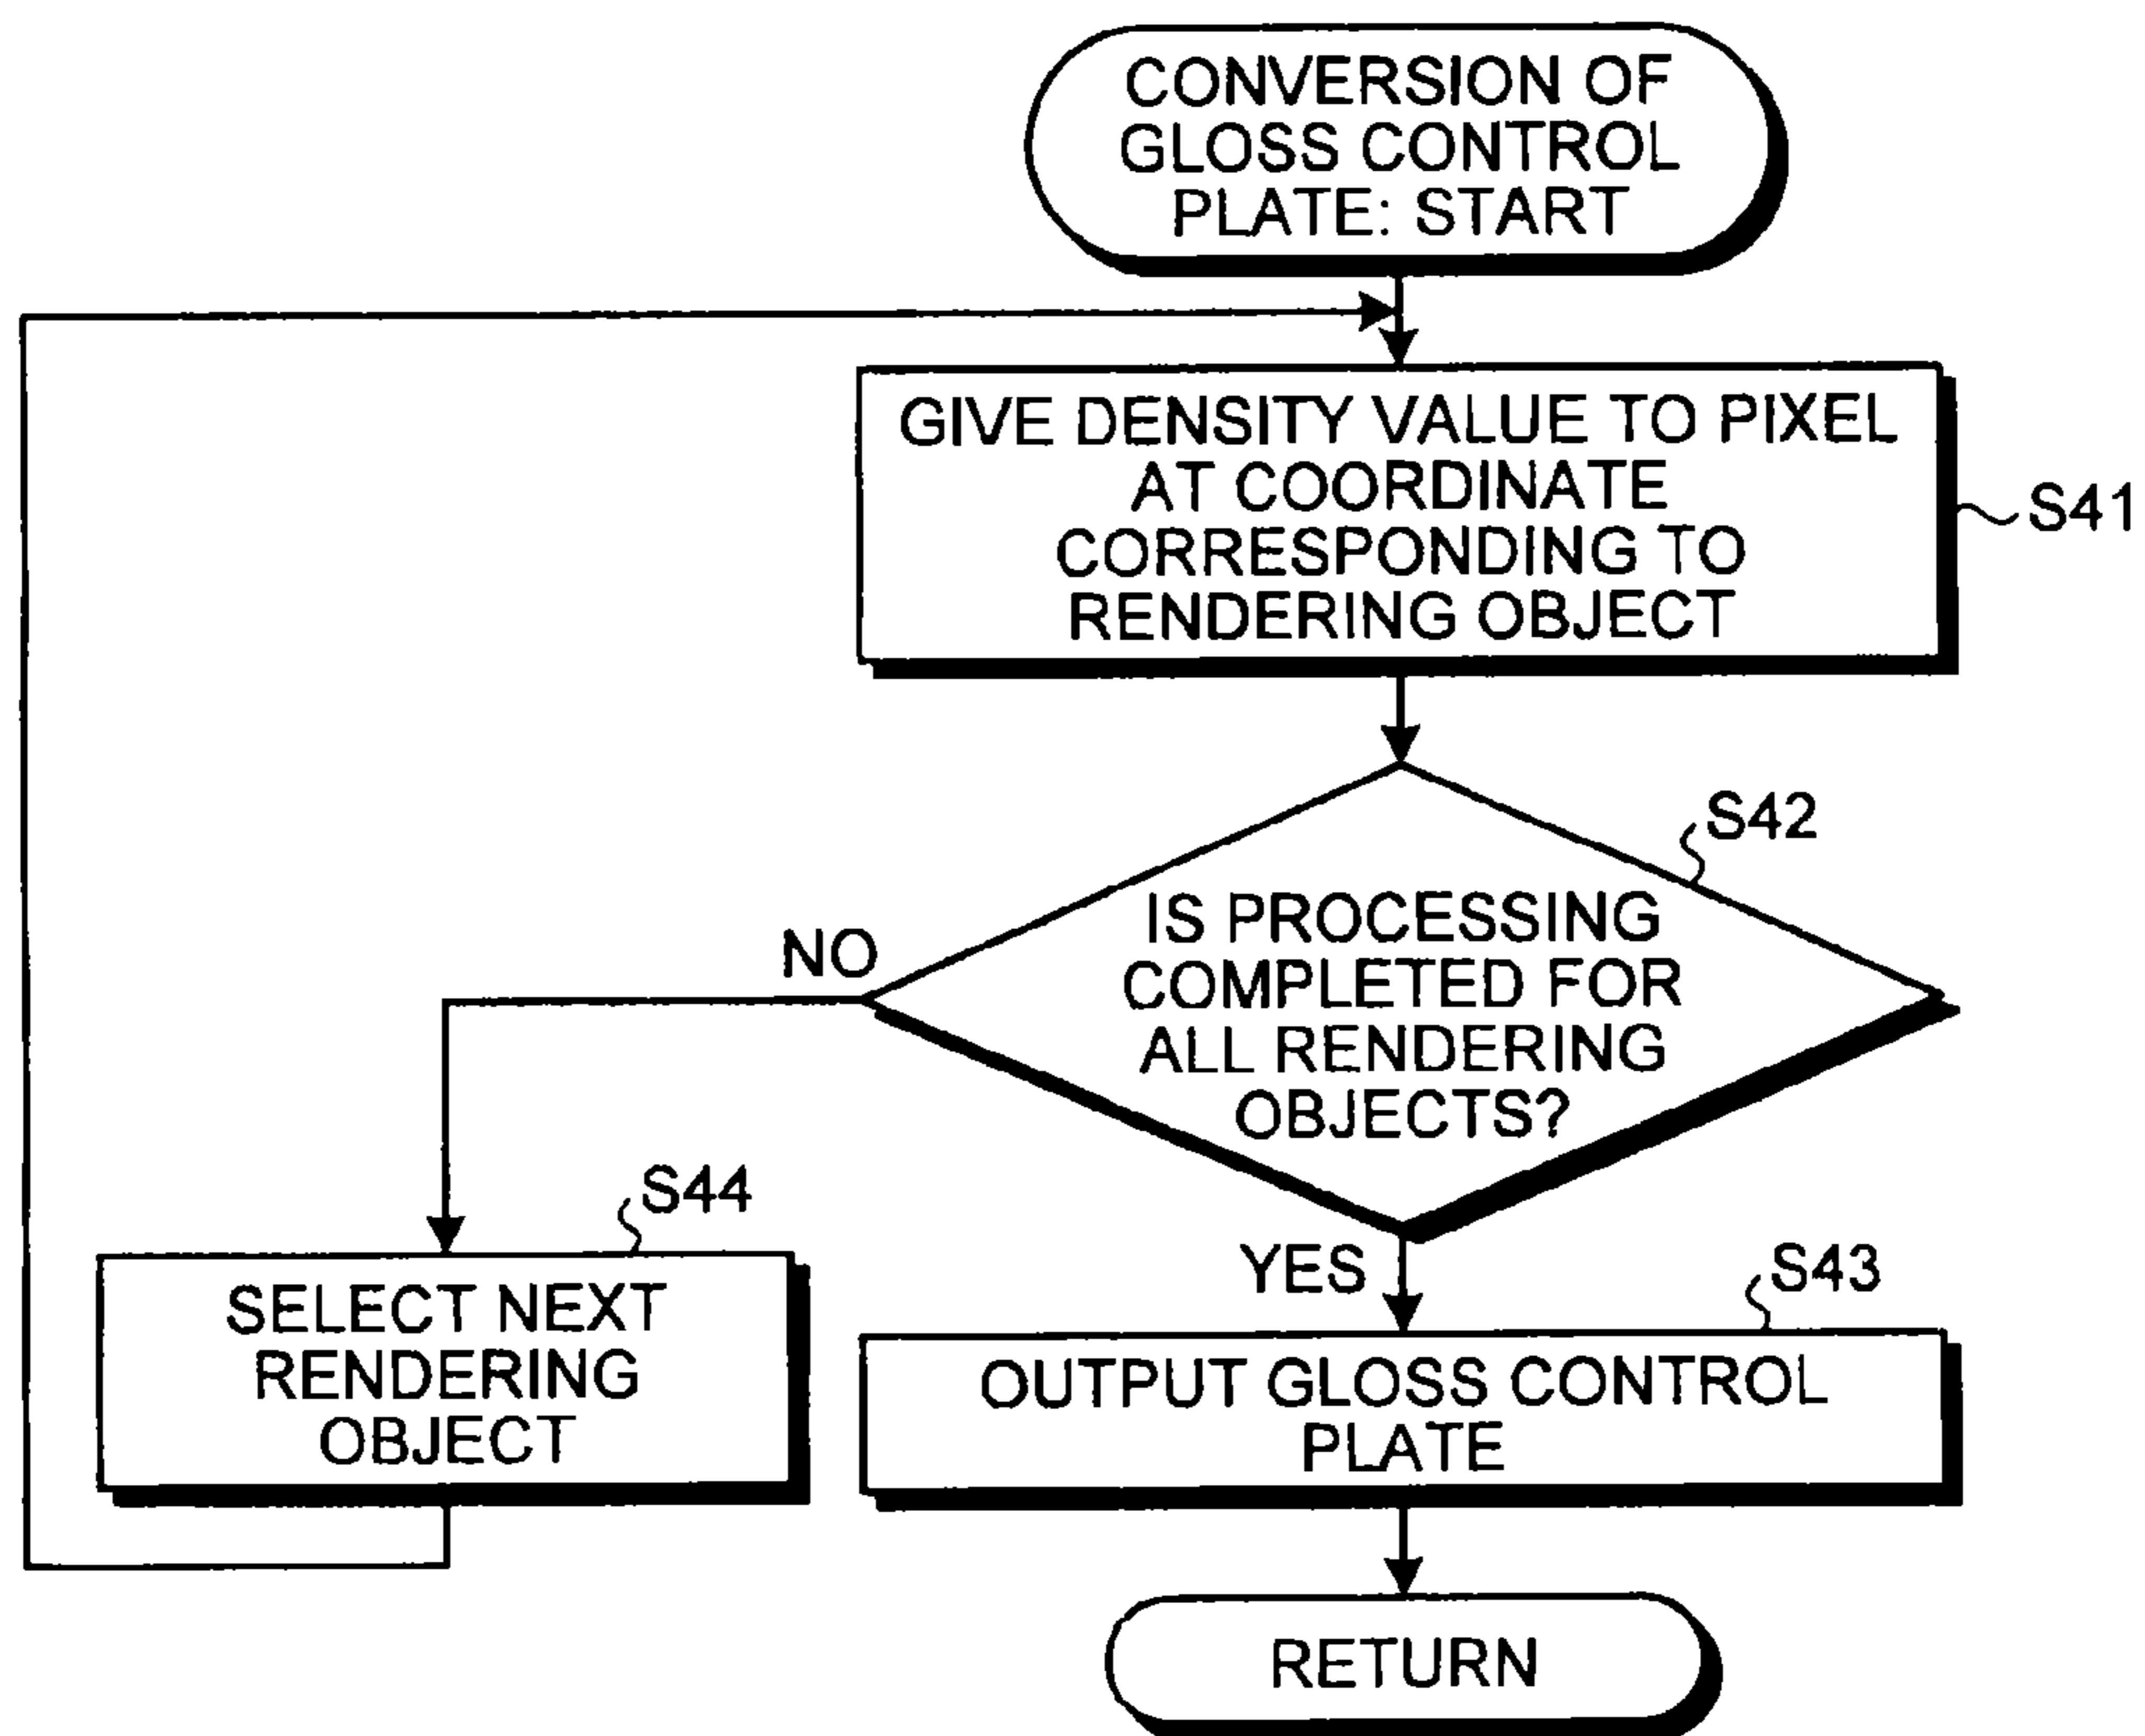 CONVERSION OF
GLOSS CONTROL
PLATE: START
GIVE DENSITY VALUE TO PIXEL
AT COORDINATE
CORRESPONDING TO
RENDERING OBJECT
S41
S42
IS PROCESSING
COMPLETED FOR
ALL RENDERING
OBJECTS?
NO
YES
S44
SELECT NEXT
RENDERING
OBJECT
S43
OUTPUT GLOSS CONTROL
PLATE
RETURN